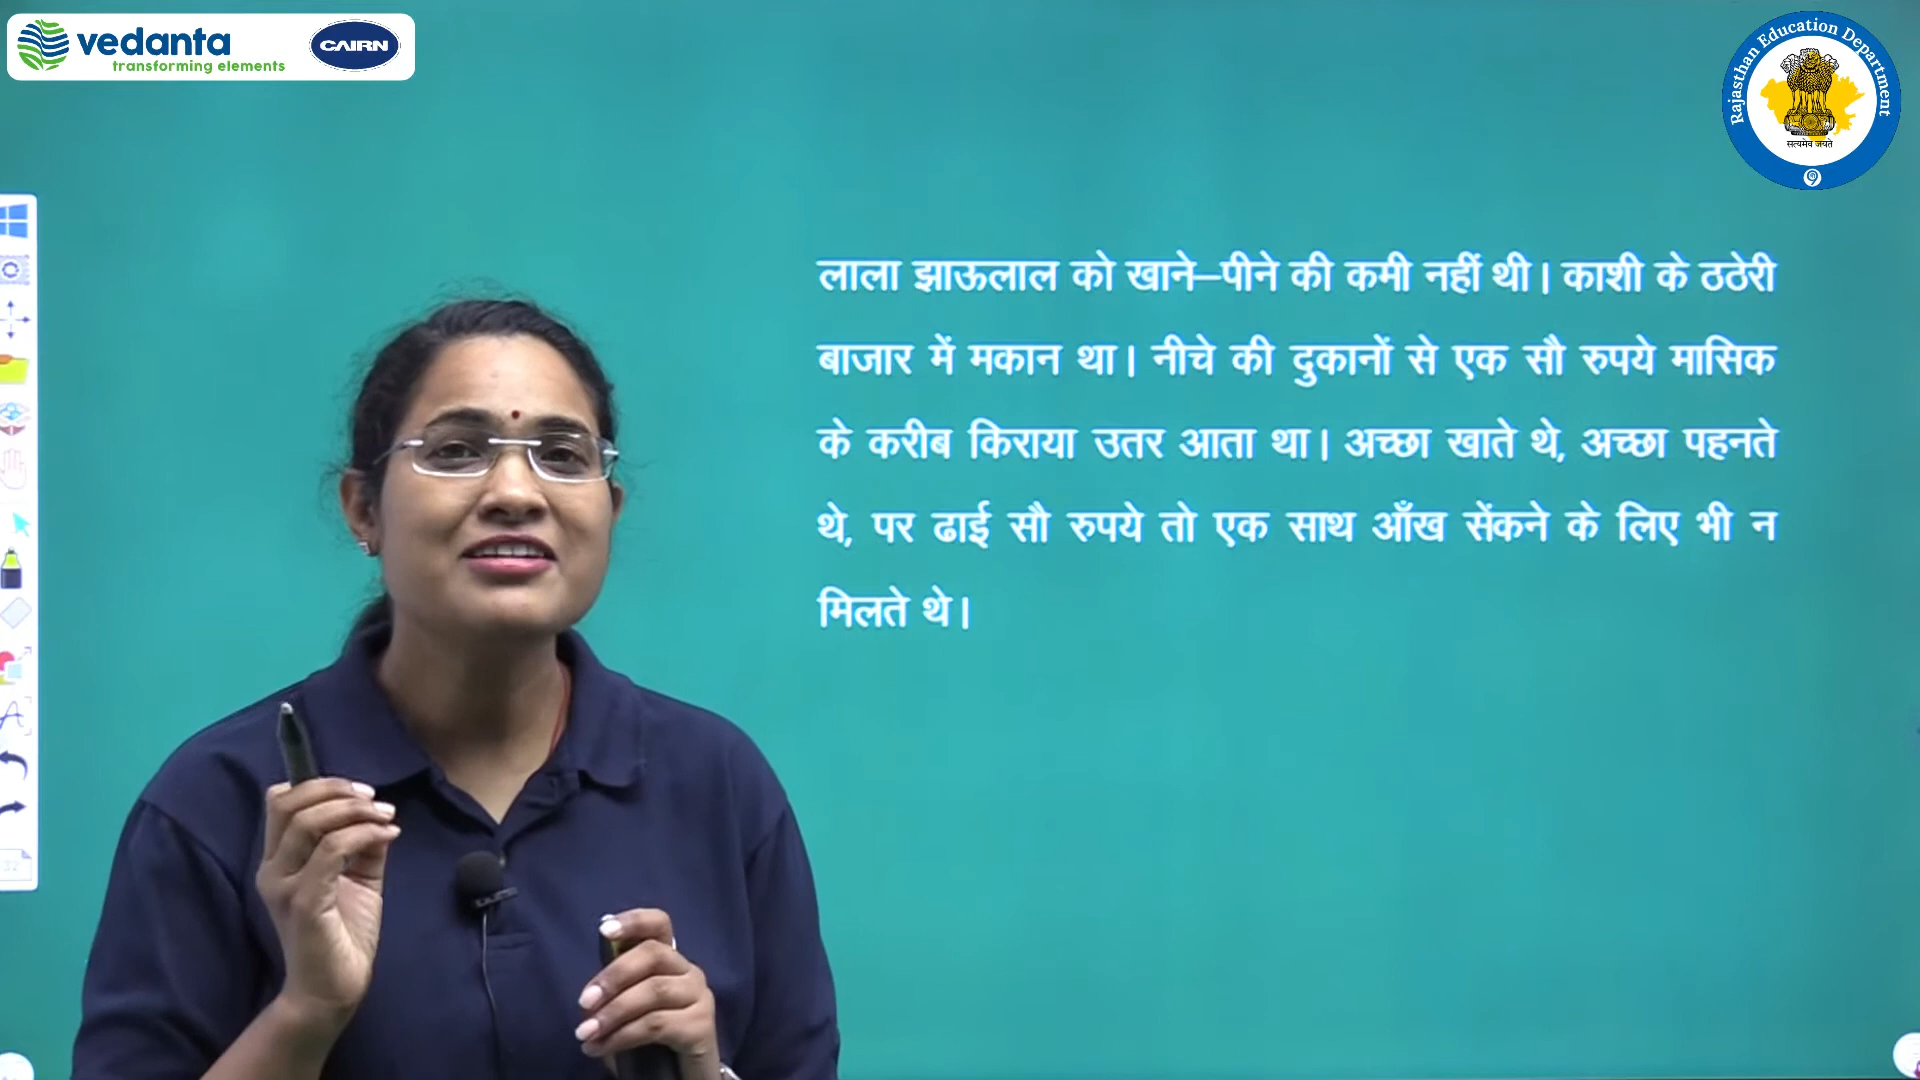 vedanta
transforming elements
CAIRN
Rajasthan Education Department
सत्यमेव जयते
लाला झाऊलाल को खाने–पीने की कमी नहीं थी। काशी के ठठेरी
बाजार में मकान था। नीचे की दुकानों से एक सौ रुपये मासिक
के करीब किराया उतर आता था। अच्छा खाते थे, अच्छा पहनते
थे, पर ढाई सौ रुपये तो एक साथ आँख सेंकने के लिए भी न
मिलते थे।
32